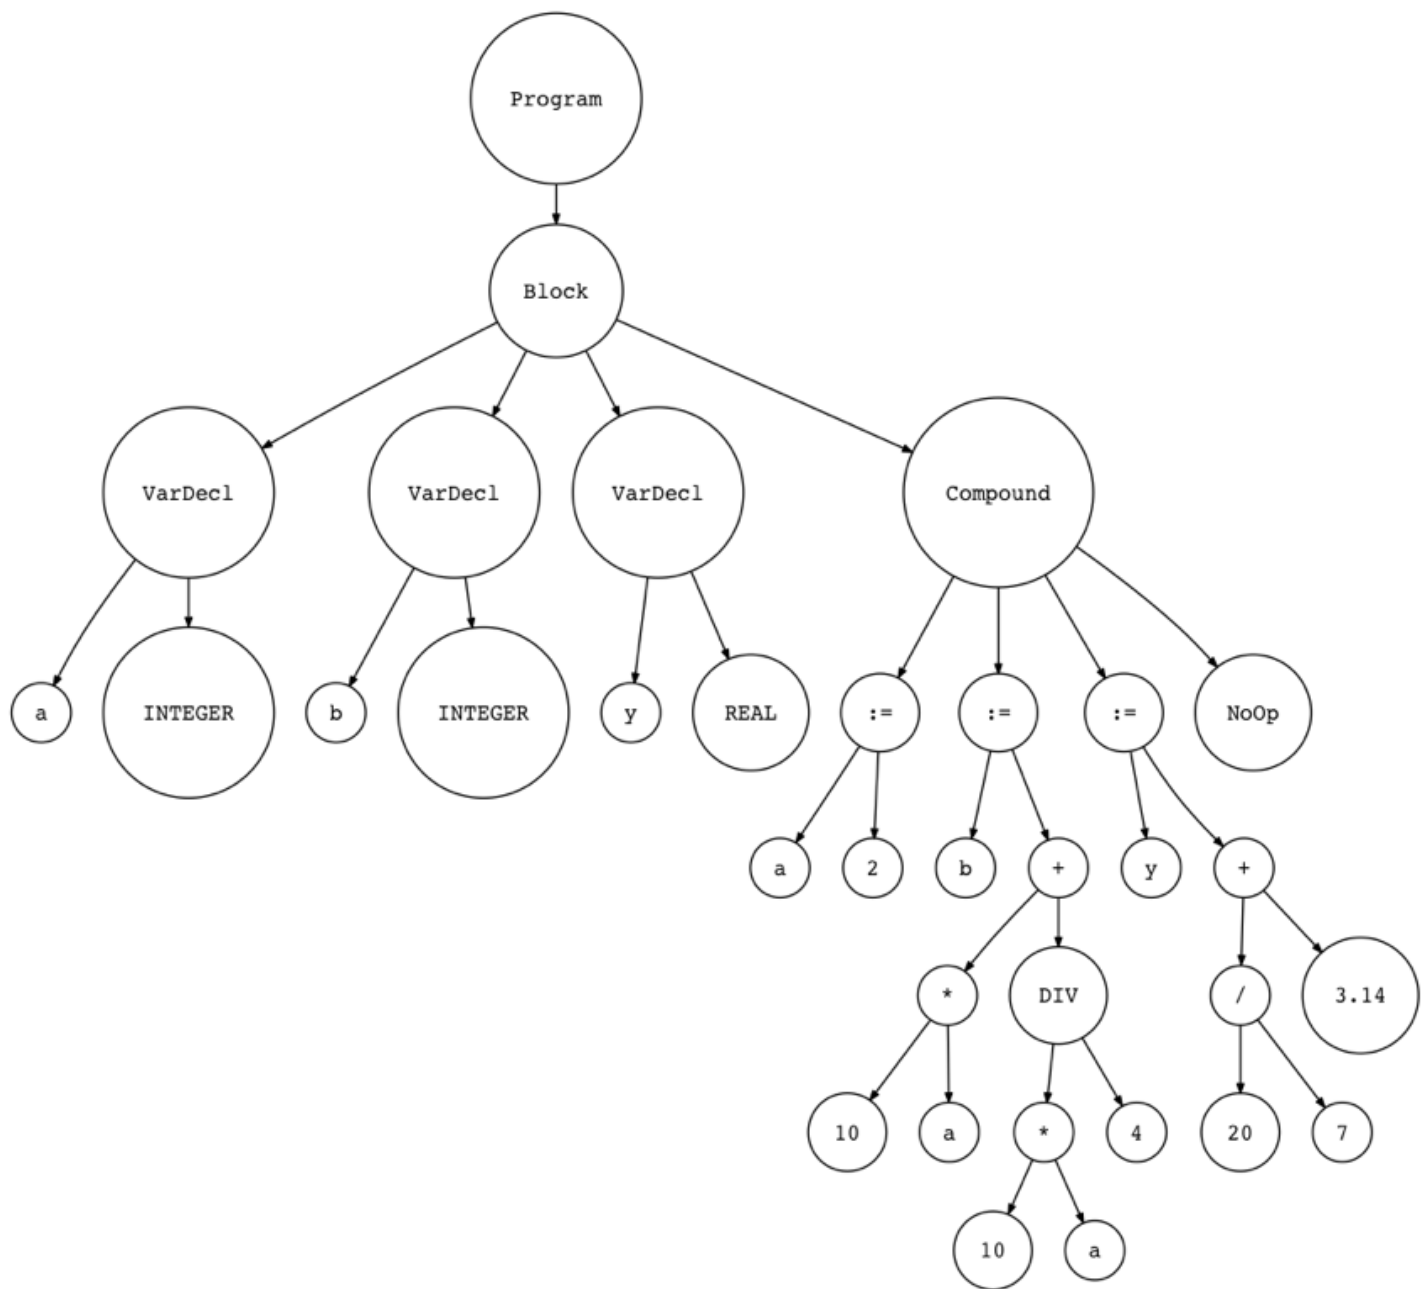 Program
Block
VarDecl
VarDecl
VarDecl
Compound
a
INTEGER
b
INTEGER
y
REAL
:=
:=
:=
NoOp
a
2
b
+
y
+
*
DIV
/
3.14
10
a
*
4
20
7
10
a